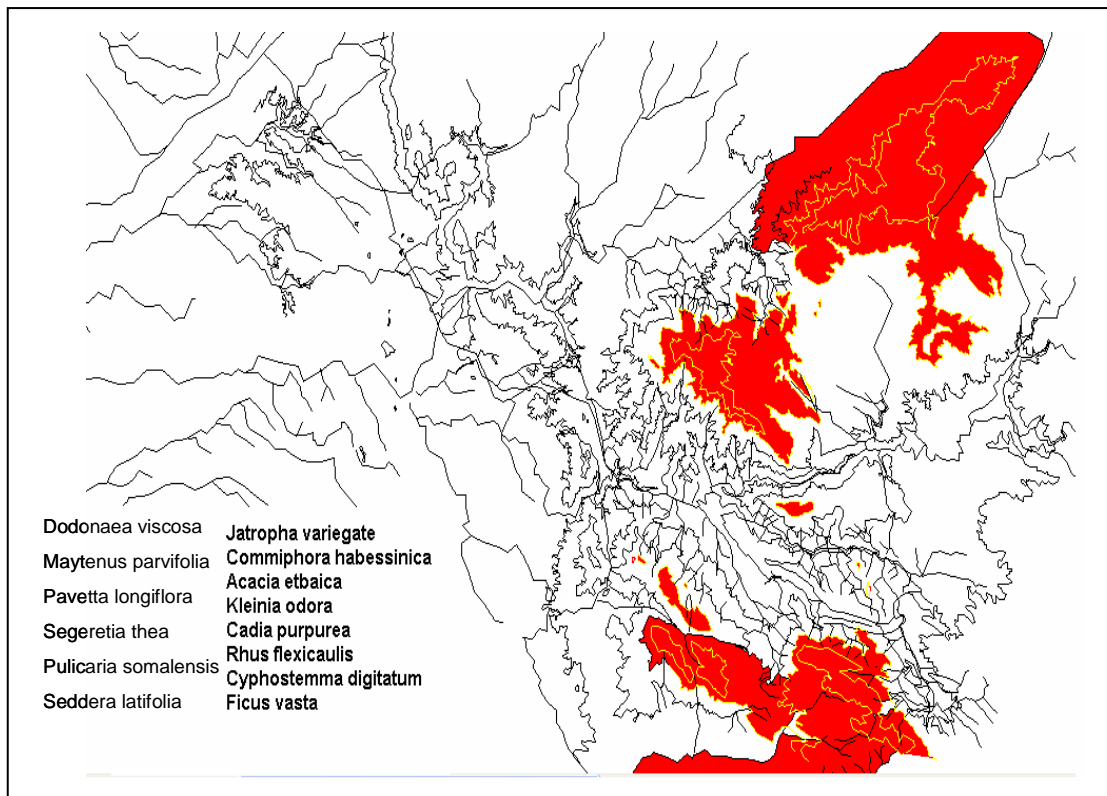 Dodonaea viscosa
Maytenus parvifolia
Pavetta longiflora
Segeretia thea
Pulicaria somalensis
Seddera latifolia
Jatropha variegate
Commiphora habessinica
Acacia etbaica
Kleinia odora
Cadia purpurea
Rhus flexicaulis
Cyphostemma digitatum
Ficus vasta